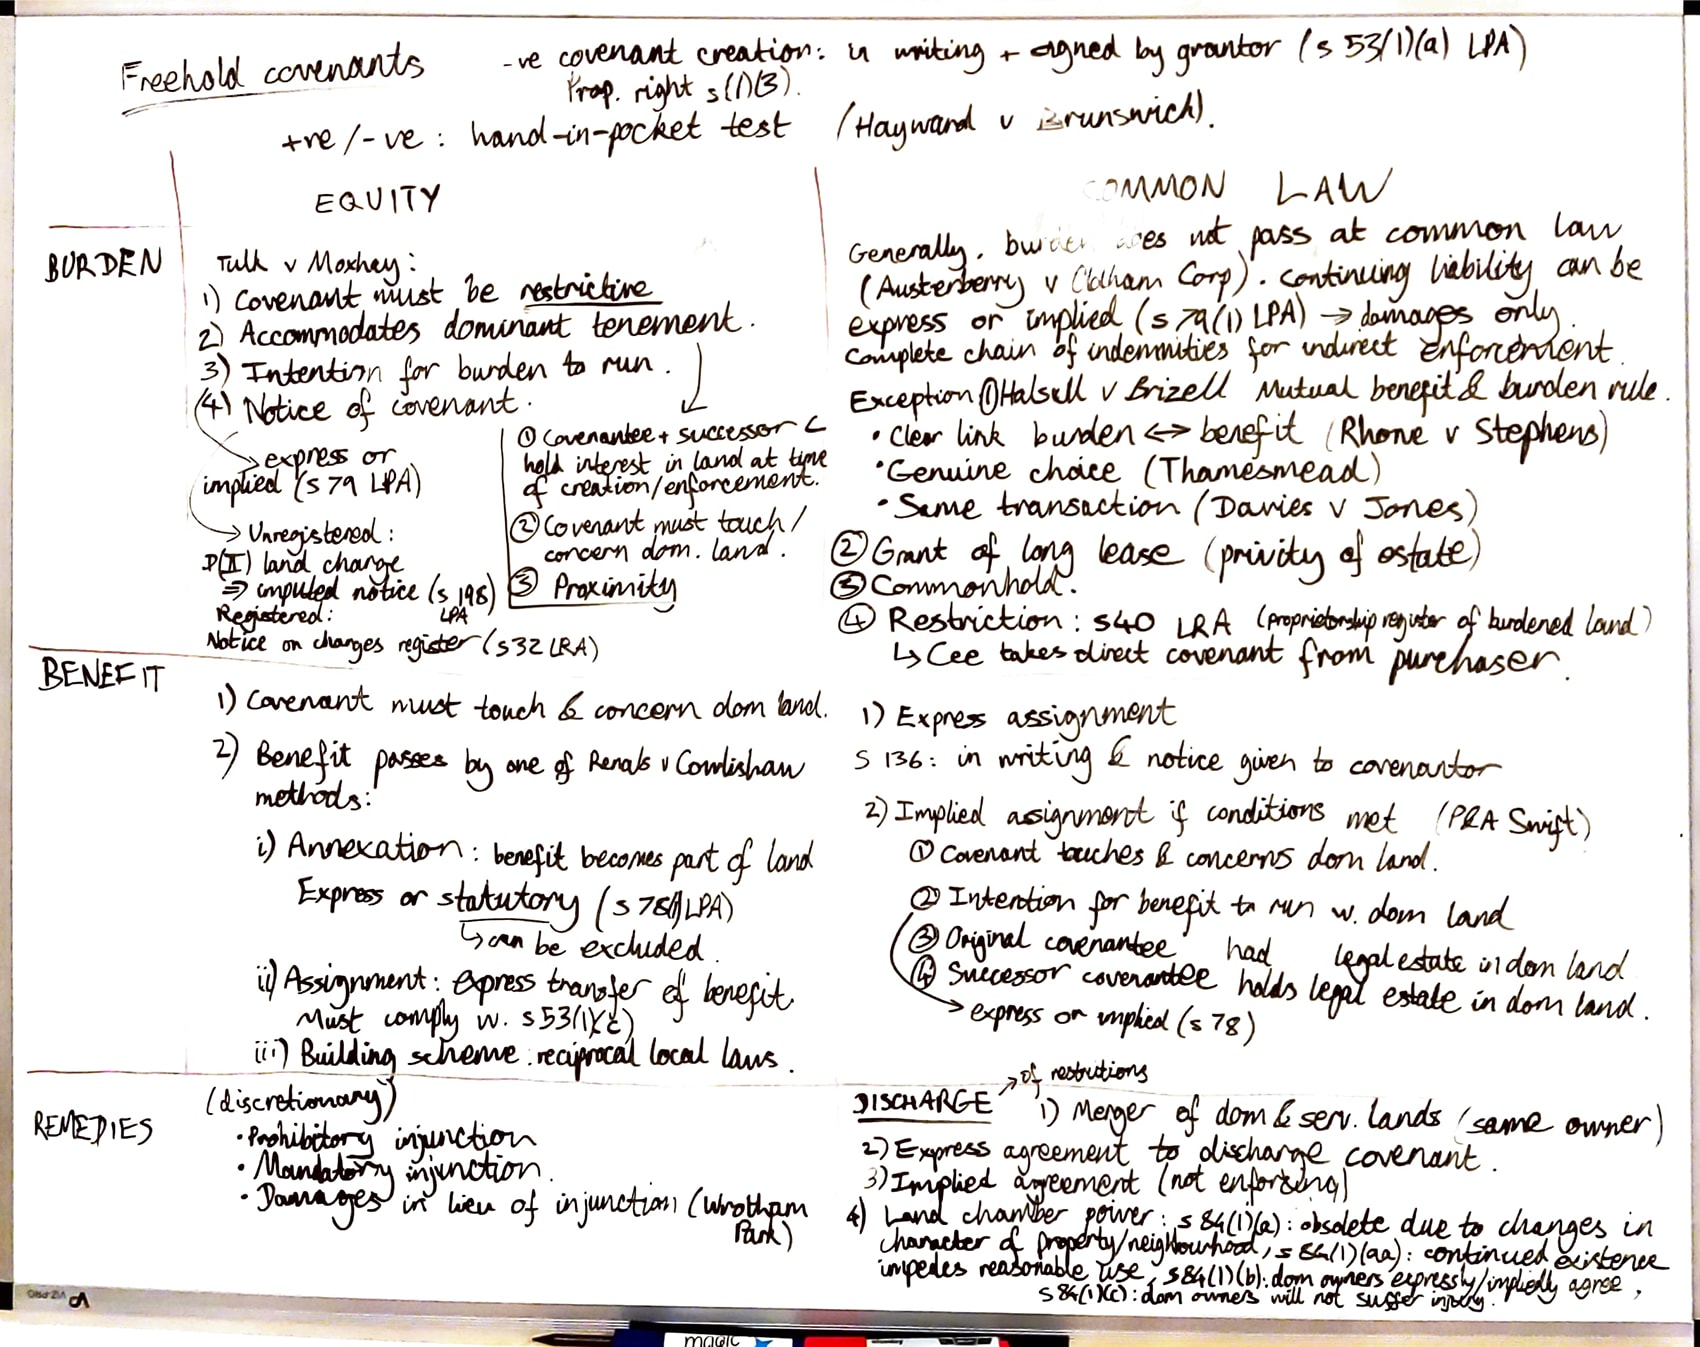 Freehold covenants
-ve covenant creation: in writing + signed by grantor (s 53(1)(a) LPA)
Prop. right s(1)(3).
+ve/-ve: hand-in-pocket test (Hayward v Brunswich).
EQUITY
COMMON LAW
BURDEN
Tulk v Moxhay:
1) Covenant must be restrictive
2) Accommodates dominant tenement.
3) Intention for burden to run.
(4) Notice of covenant.
express or
implied (s 79 LPA)
Unregistered:
D(II) land charge
⇒ imputed notice (s 198)
LPA
Registered:
Notice on charges register (s32 LRA)
① Covenantee + successor
hold interest in land at time
of creation/enforcement.
② Covenant must touch/
concern dom. land.
③ Proximity
Generally, burden does not pass at common law
(Austerberry v Oldham Corp). Continuing liability can be
express or implied (s 79(1) LPA) → damages only.
Complete chain of indemnities for indirect enforcement.
Exception ① Halsall v Brizell Mutual benefit & burden rule.
• Clear link burden ↔ benefit (Rhone v Stephens)
• Genuine choice (Thamesmead)
• Same transaction (Davies v Jones)
② Grant of long lease (privity of estate)
③ Commonhold.
④ Restriction: s40 LRA (proprietorship register of burdened land)
↳ Cee takes direct covenant from purchaser.
BENEFIT
1) Covenant must touch & concern dom land.
2) Benefit passes by one of Renals v Cowlishaw
methods:
i) Annexation: benefit becomes part of land
Express or statutory (s 78(1) LPA)
↳ can be excluded.
ii) Assignment: express transfer of benefit.
Must comply w. s 53(1)(c)
iii) Building scheme: reciprocal local laws.
1) Express assignment
s 136: in writing & notice given to covenantor
2) Implied assignment if conditions met (P&A Swift)
① Covenant touches & concerns dom land.
② Intention for benefit to run w. dom land
③ Original covenantee had legal estate in dom land
④ Successor covenantee holds legal estate in dom land.
→ express or implied (s 78)
REMEDIES
(discretionary)
• Prohibitory injunction
• Mandatory injunction.
• Damages in lieu of injunction (Wrotham
Park)
DISCHARGE → of restrictions
1) Merger of dom & serv. lands (same owner)
2) Express agreement to discharge covenant.
3) Implied agreement (not enforcing)
4) Land chamber power: s 84(1)(a): obsolete due to changes in
character of property/neighbourhood, s 84(1)(aa): continued existence
impedes reasonable use, s84(1)(b): dom owners expressly/impliedly agree,
s 84(1)(c): dom owners will not suffer injury.
magic